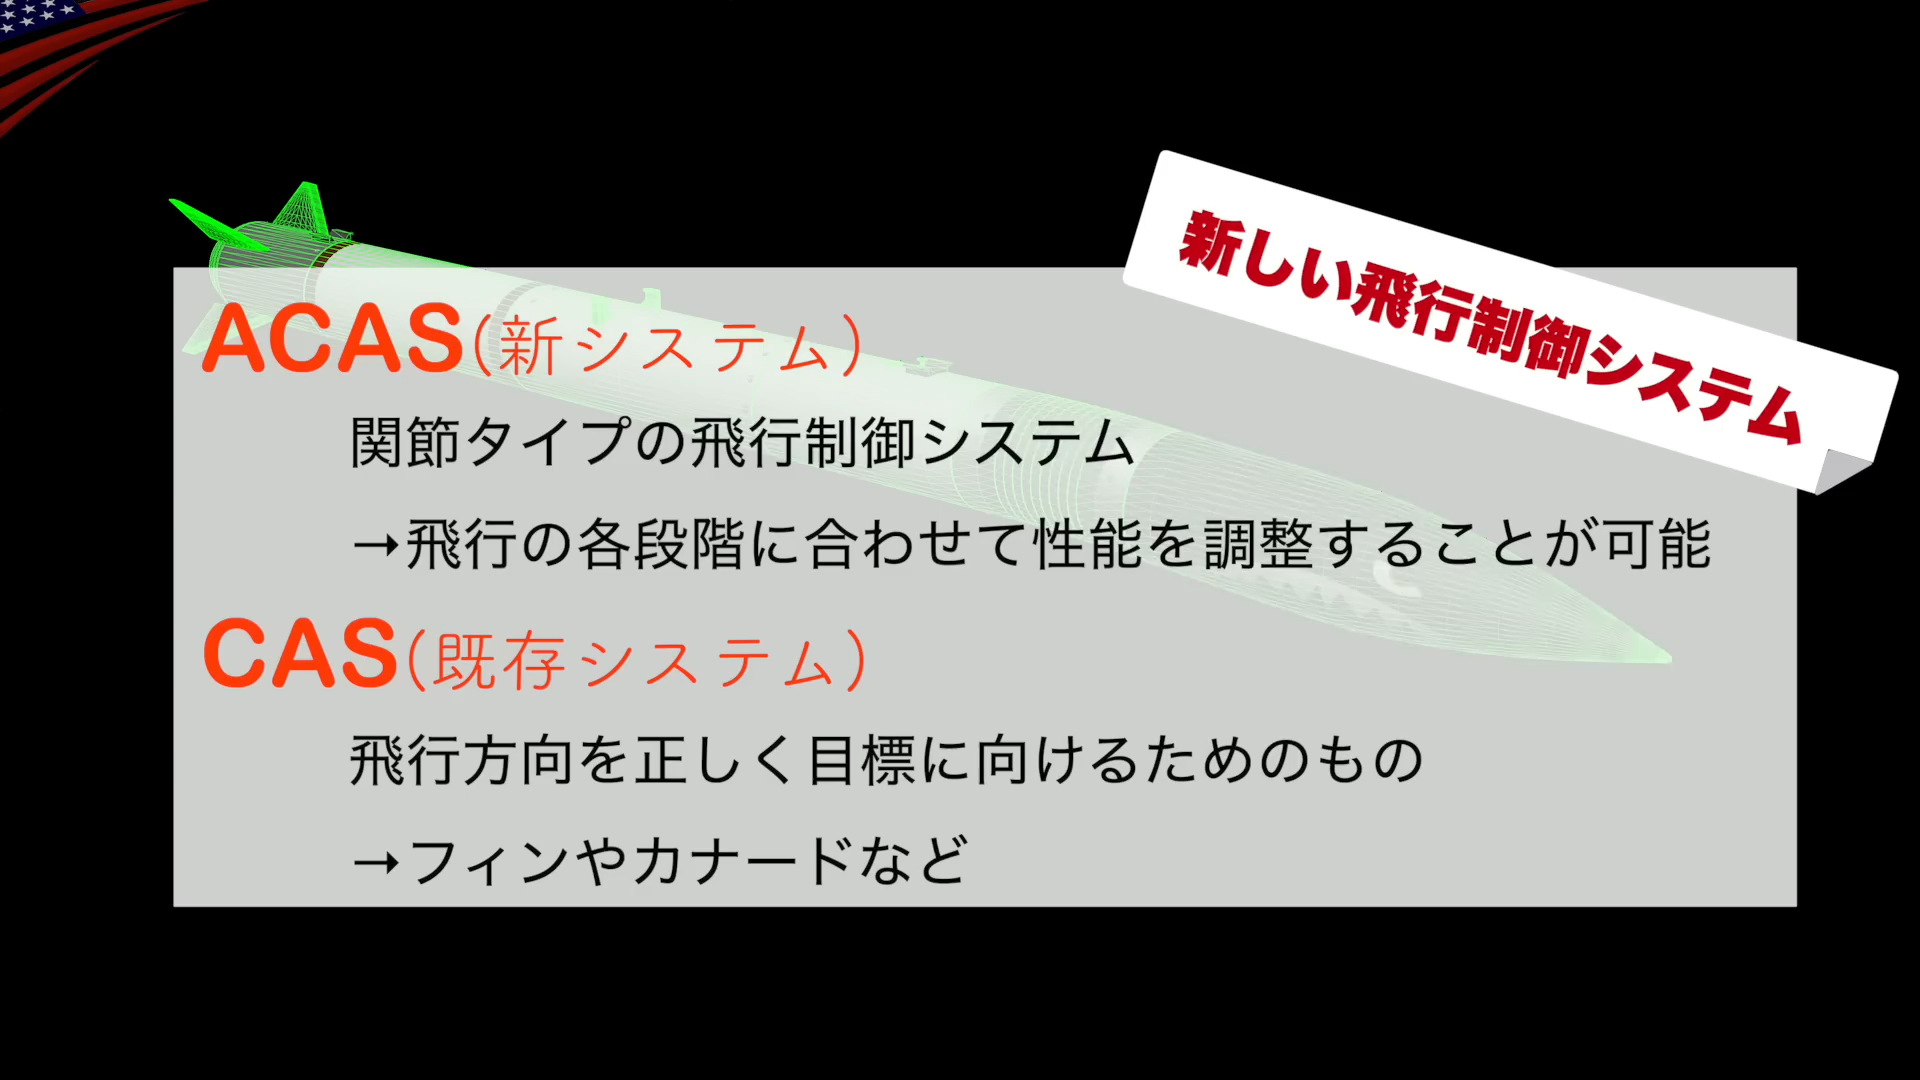 新しい飛行制御システム
ACAS(新システム)
関節タイプの飛行制御システム
→飛行の各段階に合わせて性能を調整することが可能
CAS(既存システム)
飛行方向を正しく目標に向けるためのもの
→フィンやカナードなど